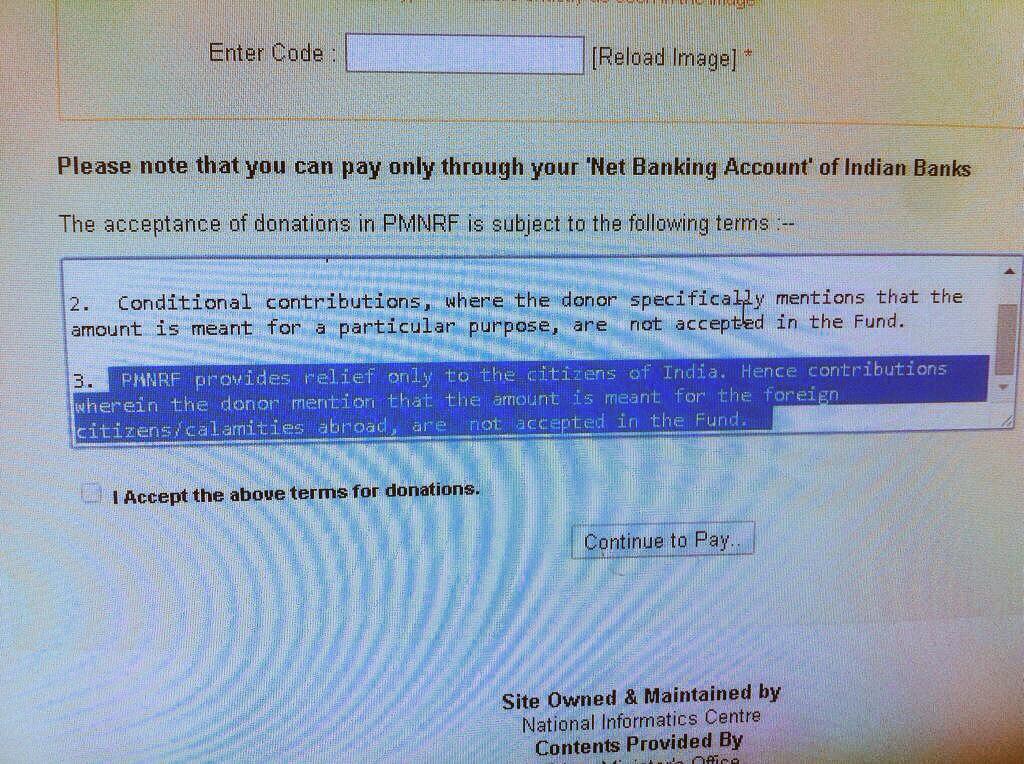 in the image
Enter Code :
[Reload Image] *
Please note that you can pay only through your 'Net Banking Account' of Indian Banks
The acceptance of donations in PMNRF is subject to the following terms :--
2.  Conditional contributions, where the donor specifically mentions that the
amount is meant for a particular purpose, are  not accepted in the Fund.
3.  PMNRF provides relief only to the citizens of India. Hence contributions
wherein the donor mention that the amount is meant for the foreign
citizens/calamities abroad, are  not accepted in the Fund.
I Accept the above terms for donations.
Continue to Pay..
Site Owned & Maintained by
National Informatics Centre
Contents Provided By
Minister's Office